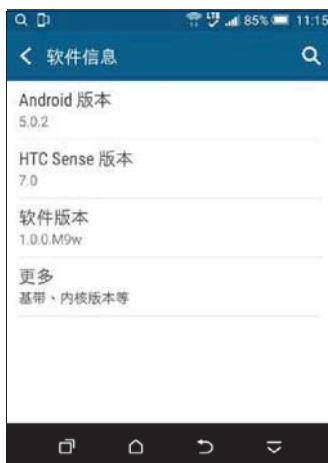 85% 11:15
软件信息
Android 版本
5.0.2
HTC Sense 版本
7.0
软件版本
1.0.0.M9w
更多
基带、内核版本等